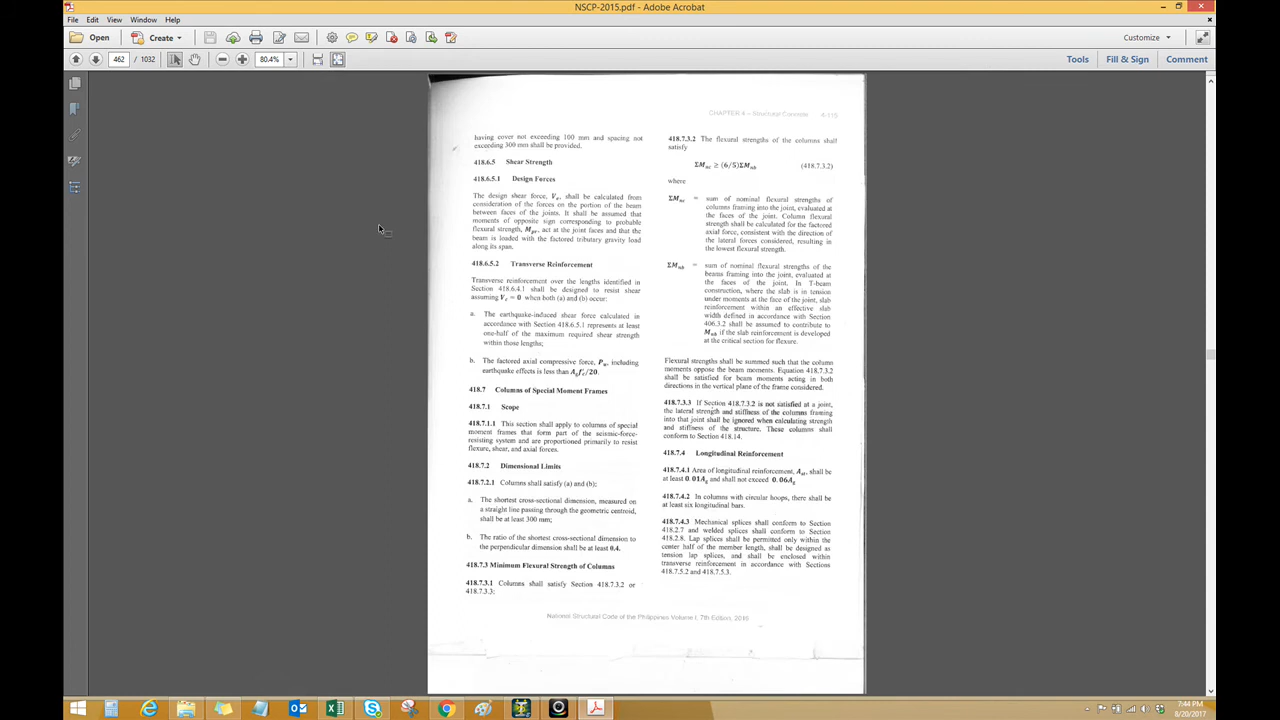 NSCP-2015.pdf - Adobe Acrobat
File Edit View Window Help
Open Create Customize
462 / 1032 80.4% Tools Fill & Sign Comment
CHAPTER 4 – Structural Concrete 4-115
having cover not exceeding 100 mm and spacing not
exceeding 300 mm shall be provided.
418.6.5 Shear Strength
418.6.5.1 Design Forces
The design shear force, Vₑ, shall be calculated from
consideration of the forces on the portion of the beam
between faces of the joints. It shall be assumed that
moments of opposite sign corresponding to probable
flexural strength, Mpr, act at the joint faces and that the
beam is loaded with the factored tributary gravity load
along its span.
418.6.5.2 Transverse Reinforcement
Transverse reinforcement over the lengths identified in
Section 418.6.4.1 shall be designed to resist shear
assuming Vc = 0 when both (a) and (b) occur:
a. The earthquake-induced shear force calculated in
accordance with Section 418.6.5.1 represents at least
one-half of the maximum required shear strength
within those lengths;
b. The factored axial compressive force, Pu, including
earthquake effects is less than Agf′c/20.
418.7 Columns of Special Moment Frames
418.7.1 Scope
418.7.1.1 This section shall apply to columns of special
moment frames that form part of the seismic-force-
resisting system and are proportioned primarily to resist
flexure, shear, and axial forces.
418.7.2 Dimensional Limits
418.7.2.1 Columns shall satisfy (a) and (b);
a. The shortest cross-sectional dimension, measured on
a straight line passing through the geometric centroid,
shall be at least 300 mm;
b. The ratio of the shortest cross-sectional dimension to
the perpendicular dimension shall be at least 0.4.
418.7.3 Minimum Flexural Strength of Columns
418.7.3.1 Columns shall satisfy Section 418.7.3.2 or
418.7.3.3:
418.7.3.2 The flexural strengths of the columns shall
satisfy
ΣMnc ≥ (6/5)ΣMnb (418.7.3.2)
where
ΣMnc = sum of nominal flexural strengths of
columns framing into the joint, evaluated at
the faces of the joint. Column flexural
strength shall be calculated for the factored
axial force, consistent with the direction of
the lateral forces considered, resulting in
the lowest flexural strength.
ΣMnb = sum of nominal flexural strengths of the
beams framing into the joint, evaluated at
the faces of the joint. In T-beam
construction, where the slab is in tension
under moments at the face of the joint, slab
reinforcement within an effective slab
width defined in accordance with Section
406.3.2 shall be assumed to contribute to
Mnb if the slab reinforcement is developed
at the critical section for flexure.
Flexural strengths shall be summed such that the column
moments oppose the beam moments. Equation 418.7.3.2
shall be satisfied for beam moments acting in both
directions in the vertical plane of the frame considered.
418.7.3.3 If Section 418.7.3.2 is not satisfied at a joint,
the lateral strength and stiffness of the columns framing
into that joint shall be ignored when calculating strength
and stiffness of the structure. These columns shall
conform to Section 418.14.
418.7.4 Longitudinal Reinforcement
418.7.4.1 Area of longitudinal reinforcement, Ast, shall be
at least 0.01Ag and shall not exceed 0.06Ag
418.7.4.2 In columns with circular hoops, there shall be
at least six longitudinal bars.
418.7.4.3 Mechanical splices shall conform to Section
418.2.7 and welded splices shall conform to Section
418.2.8. Lap splices shall be permitted only within the
center half of the member length, shall be designed as
tension lap splices, and shall be enclosed within
transverse reinforcement in accordance with Sections
418.7.5.2 and 418.7.5.3.
National Structural Code of the Philippines Volume I, 7th Edition, 2015
7:44 PM
8/20/2017